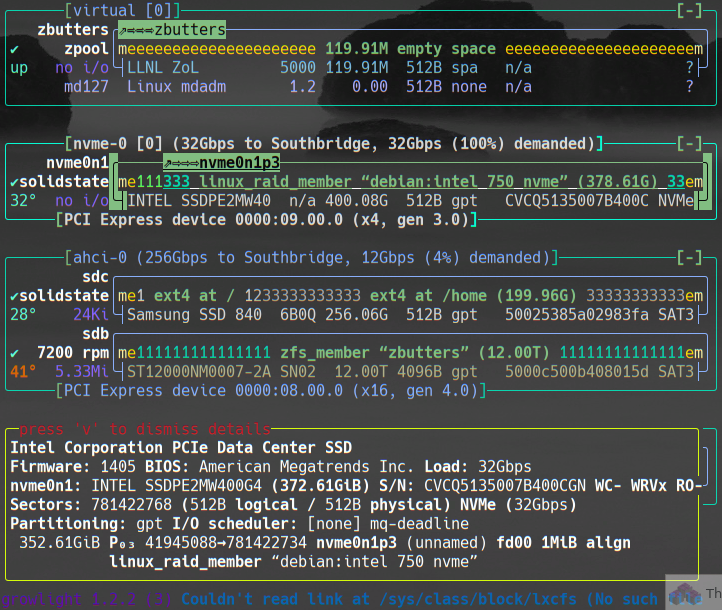 [virtual [0]] [-]
zbutters ⇗⇨⇨⇨zbutters
✔ zpool meeeeeeeeeeeeeeeeeeeee 119.91M empty space eeeeeeeeeeeeeeeeeeeeem
up no i/o LLNL ZoL 5000 119.91M 512B spa n/a ?
md127 Linux mdadm 1.2 0.00 512B none n/a ?
[nvme-0 [0] (32Gbps to Southbridge, 32Gbps (100%) demanded)] [-]
nvme0n1 ⇗⇨⇨⇨nvme0n1p3
✔solidstate me111333 linux_raid_member “debian:intel 750 nvme” (378.61G) 33em
32° no i/o INTEL SSDPE2MW40 n/a 400.08G 512B gpt CVCQ5135007B400C NVMe
[PCI Express device 0000:09.00.0 (x4, gen 3.0)]
[ahci-0 (256Gbps to Southbridge, 12Gbps (4%) demanded)] [-]
sdc
✔solidstate me1 ext4 at / 1233333333333 ext4 at /home (199.96G) 33333333333em
28° 24Ki Samsung SSD 840 6B0Q 256.06G 512B gpt 50025385a02983fa SAT3
sdb
✔ 7200 rpm me11111111111111 zfs_member “zbutters” (12.00T) 11111111111111em
41° 5.33Mi ST12000NM0007-2A SN02 12.00T 4096B gpt 5000c500b408015d SAT3
[PCI Express device 0000:08.00.0 (x16, gen 4.0)]
press 'v' to dismiss details
Intel Corporation PCIe Data Center SSD
Firmware: 1405 BIOS: American Megatrends Inc. Load: 32Gbps
nvme0n1: INTEL SSDPE2MW400G4 (372.61GiB) S/N: CVCQ5135007B400CGN WC- WRVx RO-
Sectors: 781422768 (512B logical / 512B physical) NVMe (32Gbps)
Partitioning: gpt I/O scheduler: [none] mq-deadline
352.61GiB P₀₃ 41945088→781422734 nvme0n1p3 (unnamed) fd00 1MiB align
linux_raid_member “debian:intel 750 nvme”
growlight 1.2.2 (3) Couldn't read link at /sys/class/block/lxcfs (No such
Th